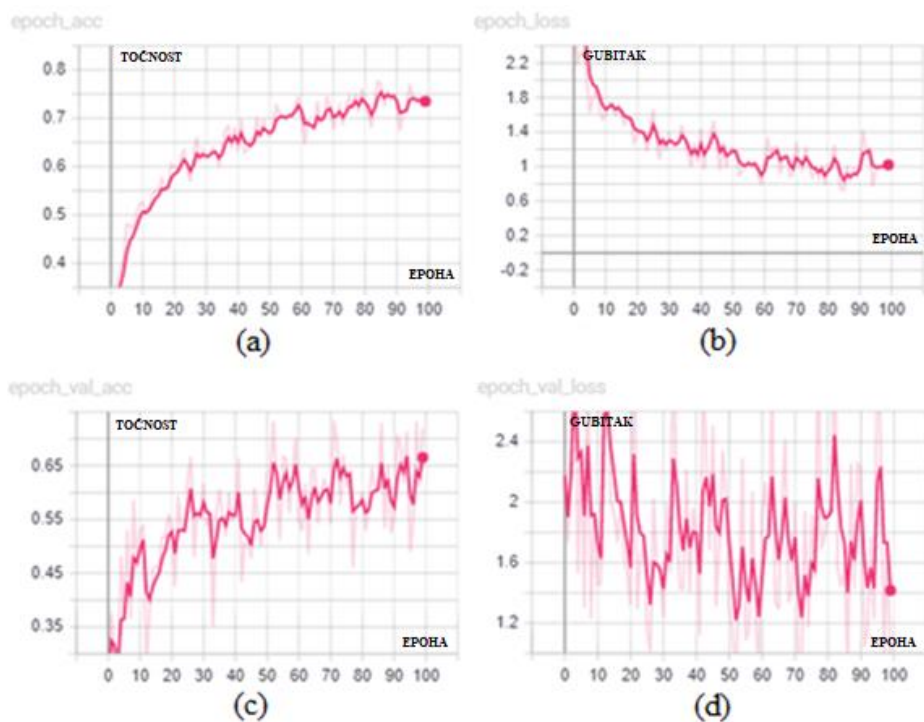 epoch_acc
TOČNOST
0.8
0.7
0.6
0.5
0.4
EPOHA
0 10 20 30 40 50 60 70 80 90 100
(a)
epoch_loss
GUBITAK
2.2
1.8
1.4
1
0.6
0.2
-0.2
EPOHA
0 10 20 30 40 50 60 70 80 90 100
(b)
epoch_val_acc
TOČNOST
0.65
0.55
0.45
0.35
EPOHA
0 10 20 30 40 50 60 70 80 90 100
(c)
epoch_val_loss
GUBITAK
2.4
2
1.6
1.2
EPOHA
0 10 20 30 40 50 60 70 80 90 100
(d)